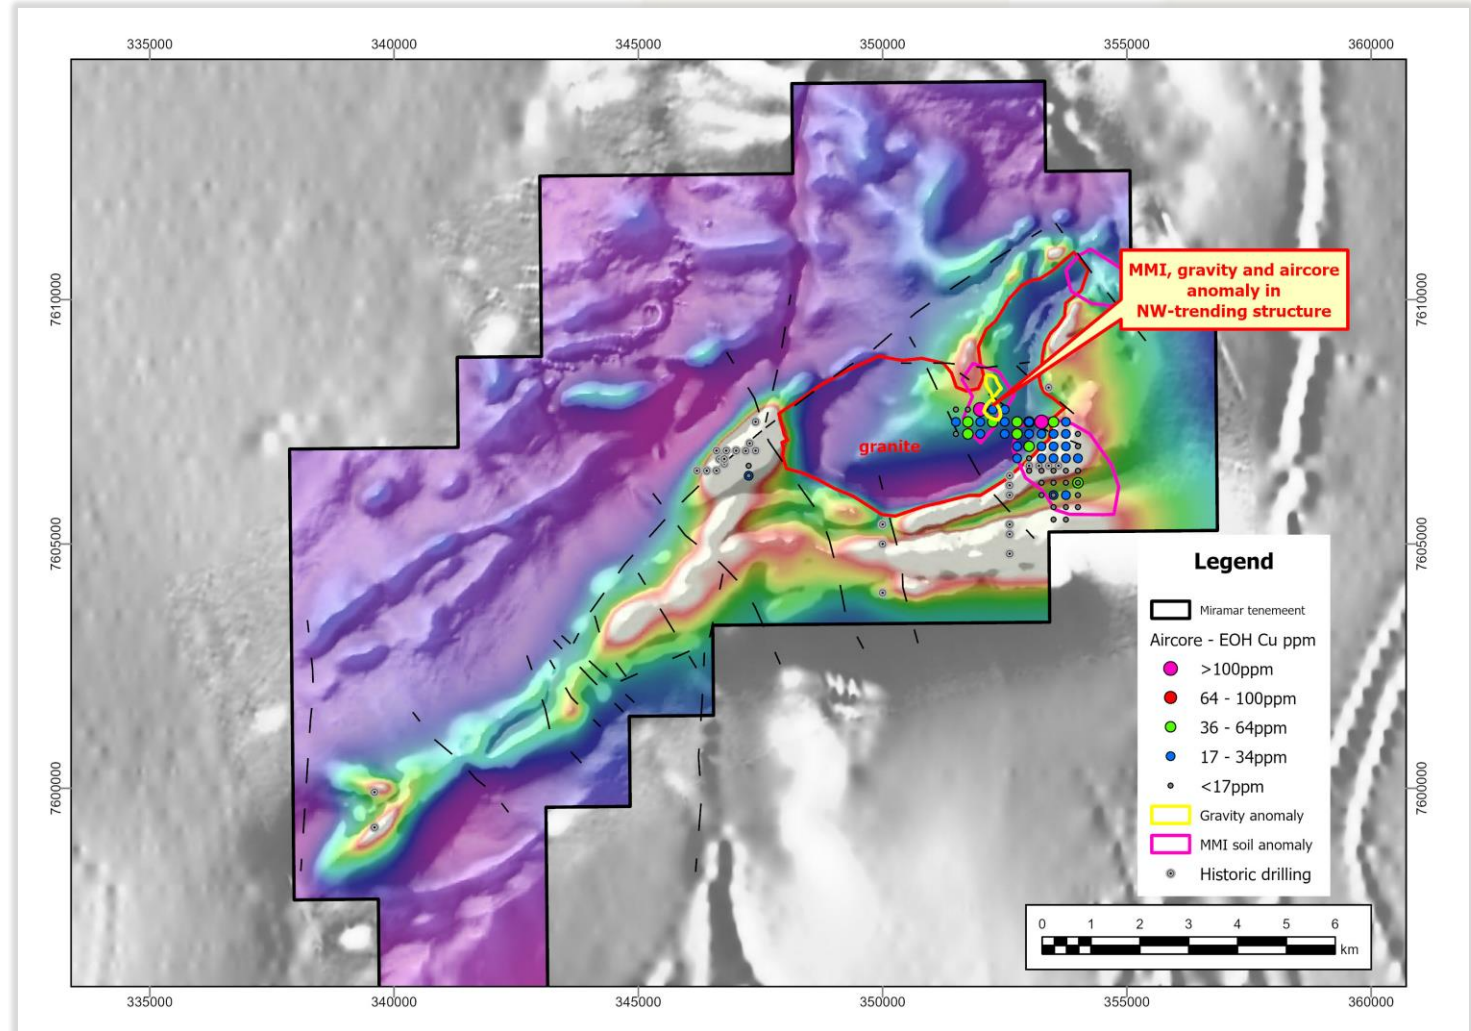 335000 340000 345000 350000 355000 360000
7610000 7610000
MMI, gravity and aircore
anomaly in
NW-trending structure
granite
7605000 7605000
Legend
Miramar tenemeent
Aircore - EOH Cu ppm
>100ppm
64 - 100ppm
36 - 64ppm
17 - 34ppm
<17ppm
Gravity anomaly
MMI soil anomaly
Historic drilling
7600000 7600000
0 1 2 3 4 5 6
km
335000 340000 345000 350000 355000 360000